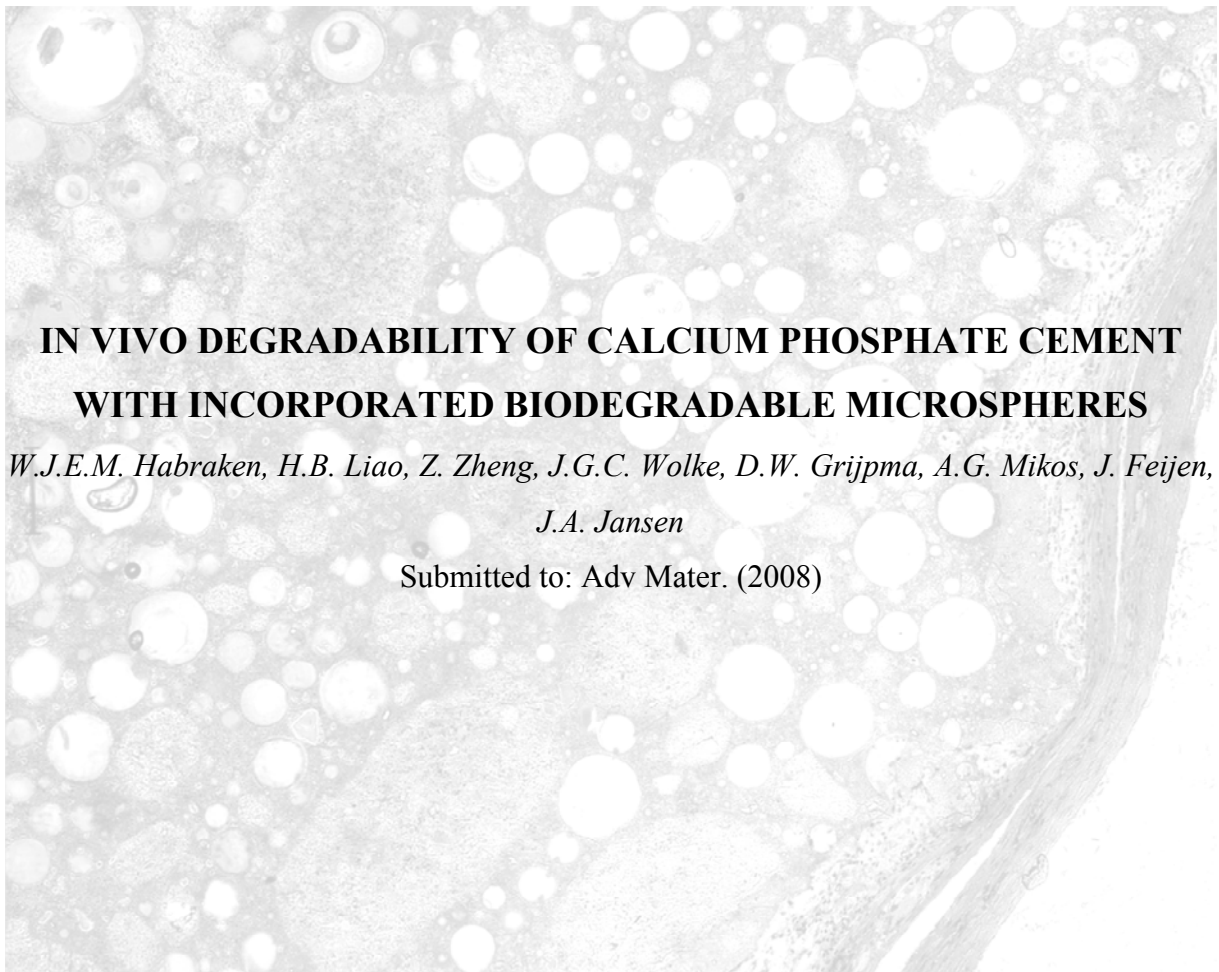 IN VIVO DEGRADABILITY OF CALCIUM PHOSPHATE CEMENT
WITH INCORPORATED BIODEGRADABLE MICROSPHERES
W.J.E.M. Habraken, H.B. Liao, Z. Zheng, J.G.C. Wolke, D.W. Grijpma, A.G. Mikos, J. Feijen,
J.A. Jansen
Submitted to: Adv Mater. (2008)